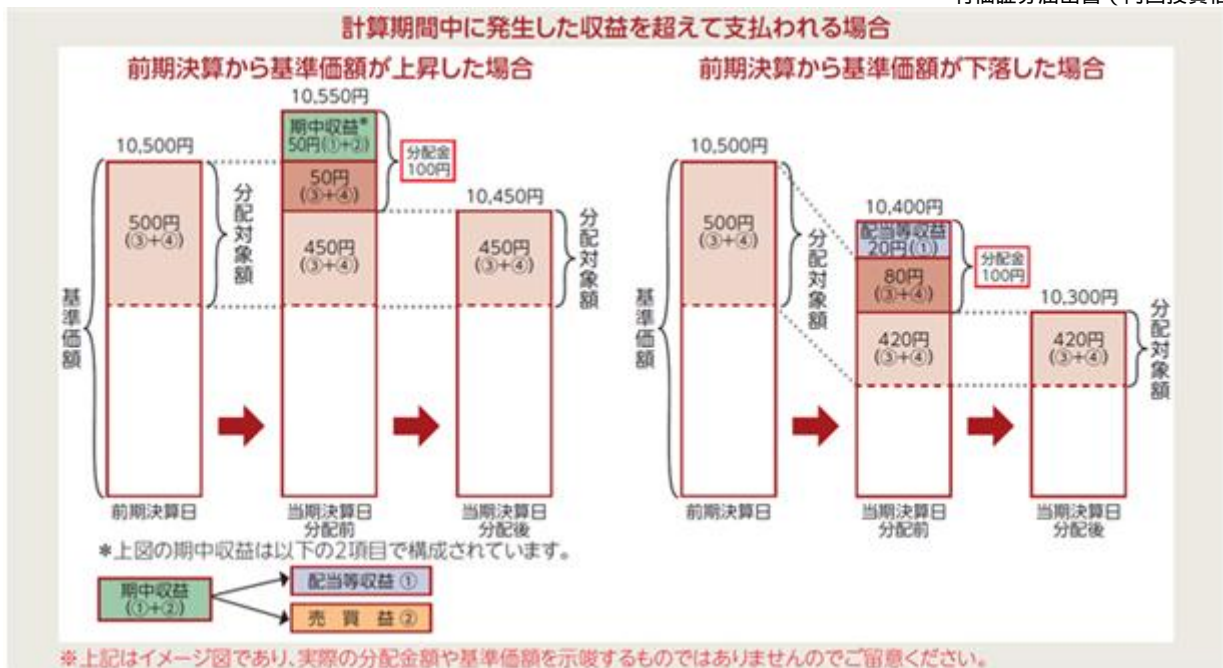 計算期間中に発生した収益を超えて支払われる場合
前期決算から基準価額が上昇した場合
10,500円
500円
(③+④)
分配対象額
基準価額
前期決算日
10,550円
期中収益*
50円(①+②)
50円
(③+④)
450円
(③+④)
分配金
100円
当期決算日
分配前
10,450円
450円
(③+④)
分配対象額
当期決算日
分配後
*上図の期中収益は以下の2項目で構成されています。
期中収益
(①+②)
配当等収益 ①
売 買 益 ②
前期決算から基準価額が下落した場合
10,500円
500円
(③+④)
分配対象額
基準価額
前期決算日
10,400円
配当等収益
20円(①)
80円
(③+④)
420円
(③+④)
分配金
100円
当期決算日
分配前
10,300円
420円
(③+④)
分配対象額
当期決算日
分配後
※上記はイメージ図であり、実際の分配金額や基準価額を示唆するものではありませんのでご留意ください。